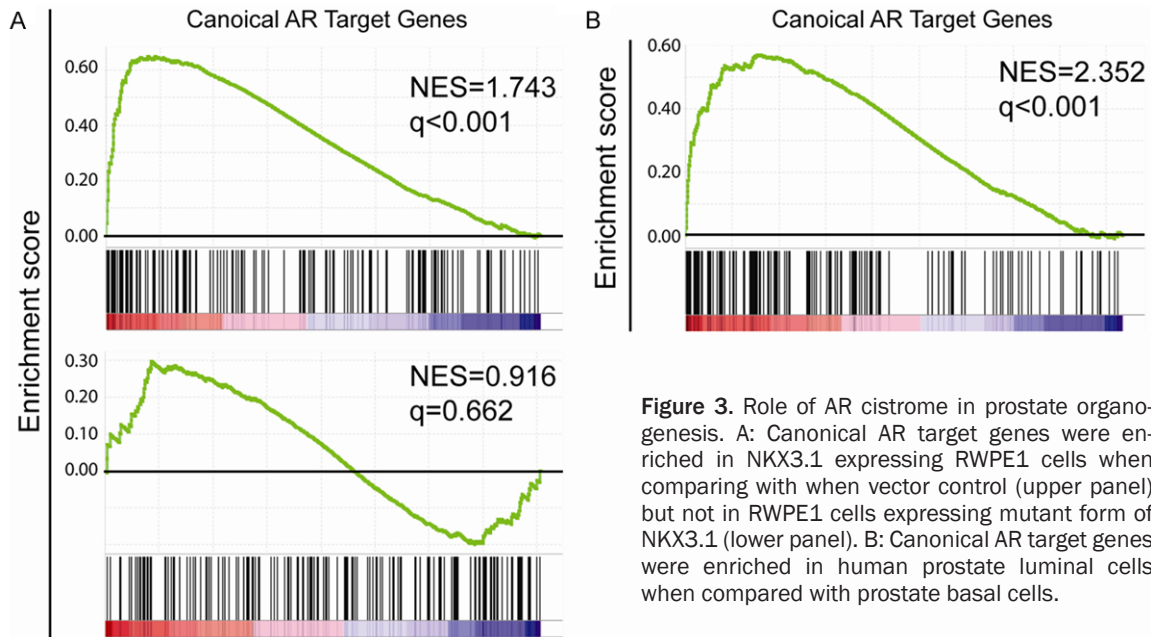 A
Canoical AR Target Genes
Enrichment score
0.60
0.40
0.20
0.00
NES=1.743
q<0.001
0.30
0.20
0.10
0.00
NES=0.916
q=0.662
B
Canoical AR Target Genes
Enrichment score
0.60
0.40
0.20
0.00
NES=2.352
q<0.001
Figure 3. Role of AR cistrome in prostate organo-
genesis. A: Canonical AR target genes were en-
riched in NKX3.1 expressing RWPE1 cells when
comparing with when vector control (upper panel)
but not in RWPE1 cells expressing mutant form of
NKX3.1 (lower panel). B: Canonical AR target genes
were enriched in human prostate luminal cells
when compared with prostate basal cells.